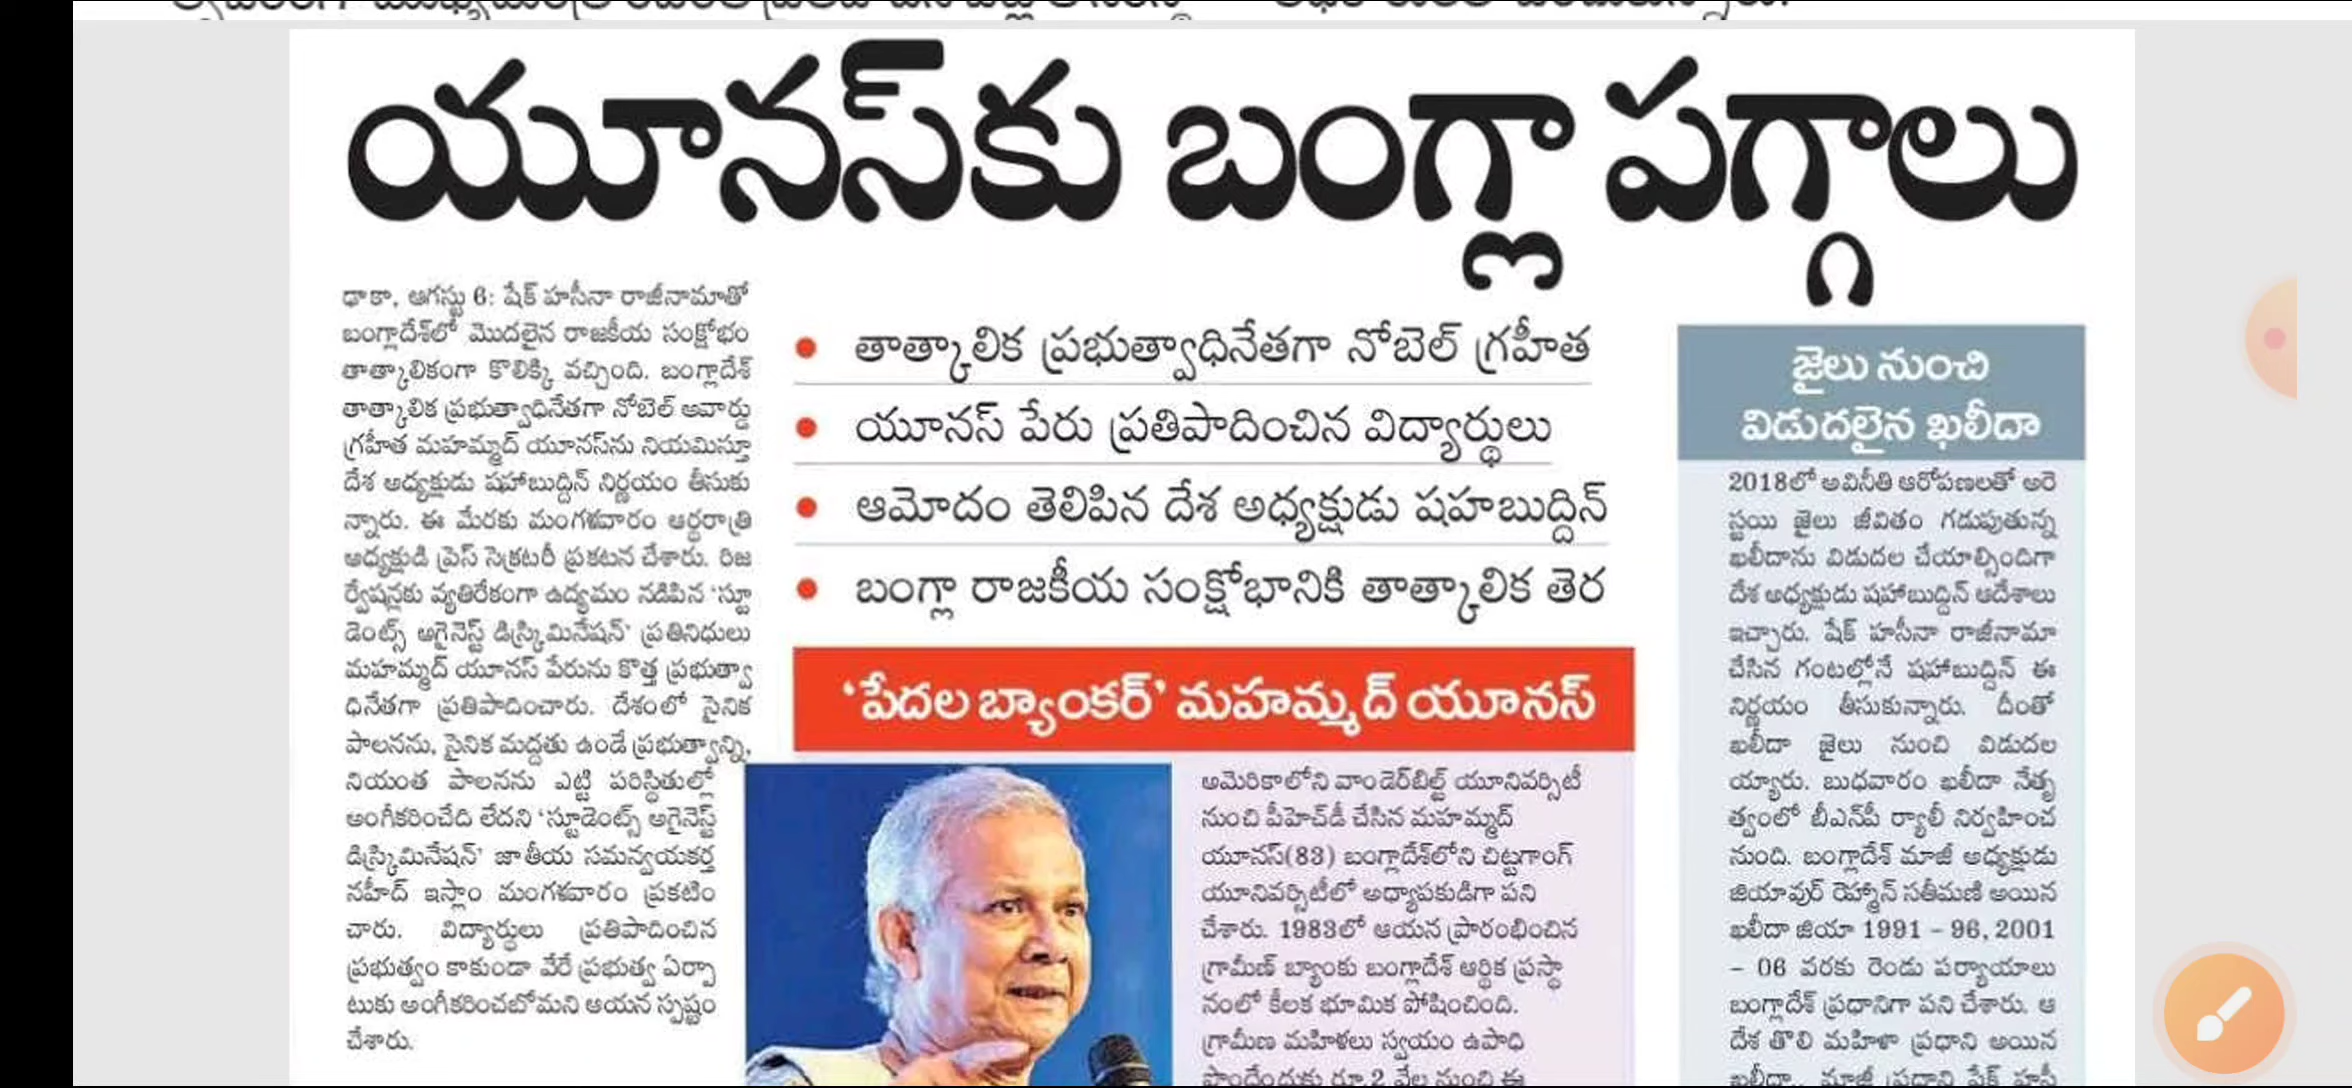 యూనస్‌కు బంగ్లా పగ్గాలు
ఢాకా, ఆగస్టు 6: షేక్ హసీనా రాజీనామాతో
బంగ్లాదేశ్‌లో మొదలైన రాజకీయ సంక్షోభం
తాత్కాలికంగా కొలిక్కి వచ్చింది. బంగ్లాదేశ్
తాత్కాలిక ప్రభుత్వాధినేతగా నోబెల్ అవార్డు
గ్రహీత మహమ్మద్ యూనస్‌ను నియమిస్తూ
దేశ అధ్యక్షుడు షహాబుద్దిన్ నిర్ణయం తీసుకు
న్నారు. ఈ మేరకు మంగళవారం అర్ధరాత్రి
అధ్యక్షుడి ప్రెస్ సెక్రటరీ ప్రకటన చేశారు. రిజ
ర్వేషన్లకు వ్యతిరేకంగా ఉద్యమం నడిపిన ‘స్టూ
డెంట్స్ అగైనెస్ట్ డిస్క్రిమినేషన్’ ప్రతినిధులు
మహమ్మద్ యూనస్ పేరును కొత్త ప్రభుత్వా
ధినేతగా ప్రతిపాదించారు. దేశంలో సైనిక
పాలనను, సైనిక మద్దతు ఉండే ప్రభుత్వాన్ని,
నియంత పాలనను ఎట్టి పరిస్థితుల్లో
అంగీకరించేది లేదని ‘స్టూడెంట్స్ అగైనెస్ట్
డిస్క్రిమినేషన్’ జాతీయ సమన్వయకర్త
నహీద్ ఇస్లాం మంగళవారం ప్రకటిం
చారు. విద్యార్థులు ప్రతిపాదించిన
ప్రభుత్వం కాకుండా వేరే ప్రభుత్వ ఏర్పా
టుకు అంగీకరించబోమని ఆయన స్పష్టం
చేశారు.
• తాత్కాలిక ప్రభుత్వాధినేతగా నోబెల్ గ్రహీత
• యూనస్ పేరు ప్రతిపాదించిన విద్యార్థులు
• ఆమోదం తెలిపిన దేశ అధ్యక్షుడు షహబుద్దిన్
• బంగ్లా రాజకీయ సంక్షోభానికి తాత్కాలిక తెర
‘పేదల బ్యాంకర్’ మహమ్మద్ యూనస్
అమెరికాలోని వాండెర్‌బిల్ట్ యూనివర్సిటీ
నుంచి పీహెచ్‌డీ చేసిన మహమ్మద్
యూనస్(83) బంగ్లాదేశ్‌లోని చిట్టగాంగ్
యూనివర్సిటీలో అధ్యాపకుడిగా పని
చేశారు. 1983లో ఆయన ప్రారంభించిన
గ్రామీణ్ బ్యాంకు బంగ్లాదేశ్ ఆర్థిక ప్రస్థా
నంలో కీలక భూమిక పోషించింది.
గ్రామీణ మహిళలు స్వయం ఉపాధి
పొందేందుకు రూ.2 వేల నుంచి ఈ
జైలు నుంచి
విడుదలైన ఖలీదా
2018లో అవినీతి ఆరోపణలతో అరె
స్టయి జైలు జీవితం గడుపుతున్న
ఖలీదాను విడుదల చేయాల్సిందిగా
దేశ అధ్యక్షుడు షహాబుద్దిన్ ఆదేశాలు
ఇచ్చారు. షేక్ హసీనా రాజీనామా
చేసిన గంటల్లోనే షహాబుద్దిన్ ఈ
నిర్ణయం తీసుకున్నారు. దీంతో
ఖలీదా జైలు నుంచి విడుదల
య్యారు. బుధవారం ఖలీదా నేతృ
త్వంలో బీఎన్‌పీ ర్యాలీ నిర్వహించ
నుంది. బంగ్లాదేశ్ మాజీ అధ్యక్షుడు
జియావుర్ రెహ్మాన్ సతీమణి అయిన
ఖలీదా జియా 1991 – 96, 2001
– 06 వరకు రెండు పర్యాయాలు
బంగ్లాదేశ్ ప్రధానిగా పని చేశారు. ఆ
దేశ తొలి మహిళా ప్రధాని అయిన
ఖలీదా.. మాజీ ప్రధాని షేక్ హసీ